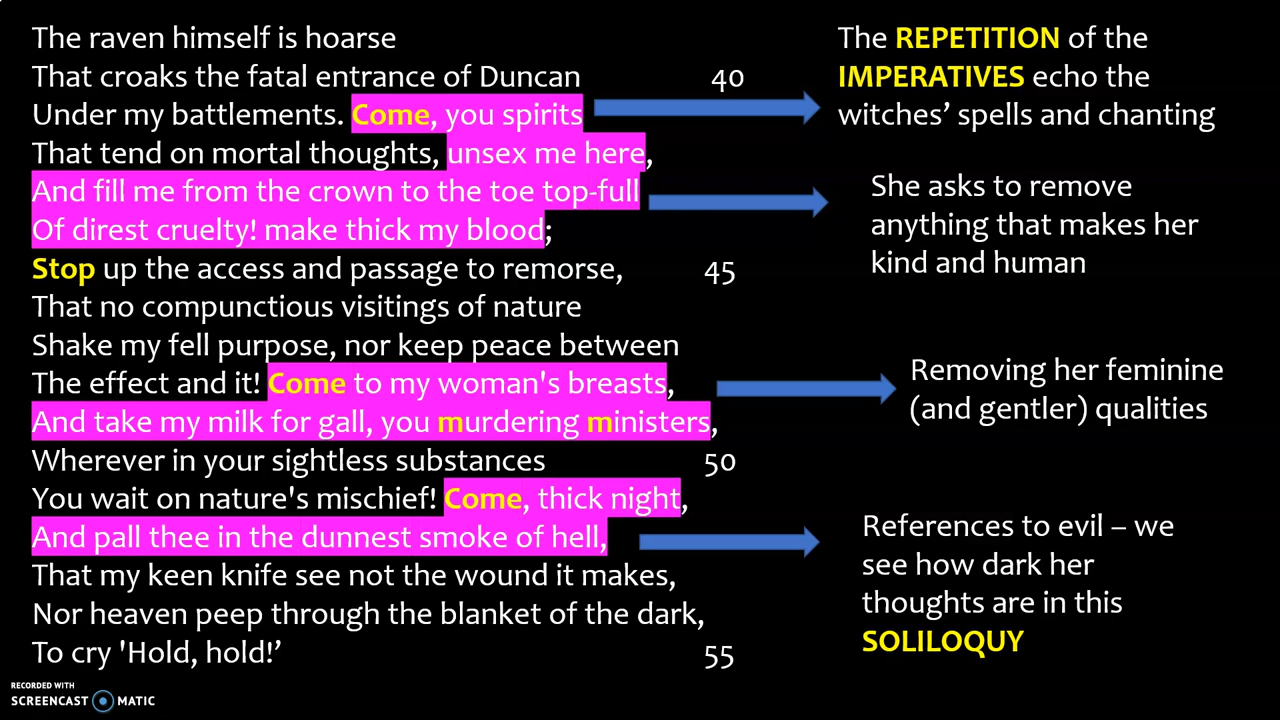 The raven himself is hoarse
That croaks the fatal entrance of Duncan 40
Under my battlements. Come, you spirits
That tend on mortal thoughts, unsex me here,
And fill me from the crown to the toe top-full
Of direst cruelty! make thick my blood;
Stop up the access and passage to remorse, 45
That no compunctious visitings of nature
Shake my fell purpose, nor keep peace between
The effect and it! Come to my woman's breasts,
And take my milk for gall, you murdering ministers,
Wherever in your sightless substances 50
You wait on nature's mischief! Come, thick night,
And pall thee in the dunnest smoke of hell,
That my keen knife see not the wound it makes,
Nor heaven peep through the blanket of the dark,
To cry 'Hold, hold!’ 55
The REPETITION of the
IMPERATIVES echo the
witches’ spells and chanting
She asks to remove
anything that makes her
kind and human
Removing her feminine
(and gentler) qualities
References to evil – we
see how dark her
thoughts are in this
SOLILOQUY
RECORDED WITH
SCREENCAST MATIC